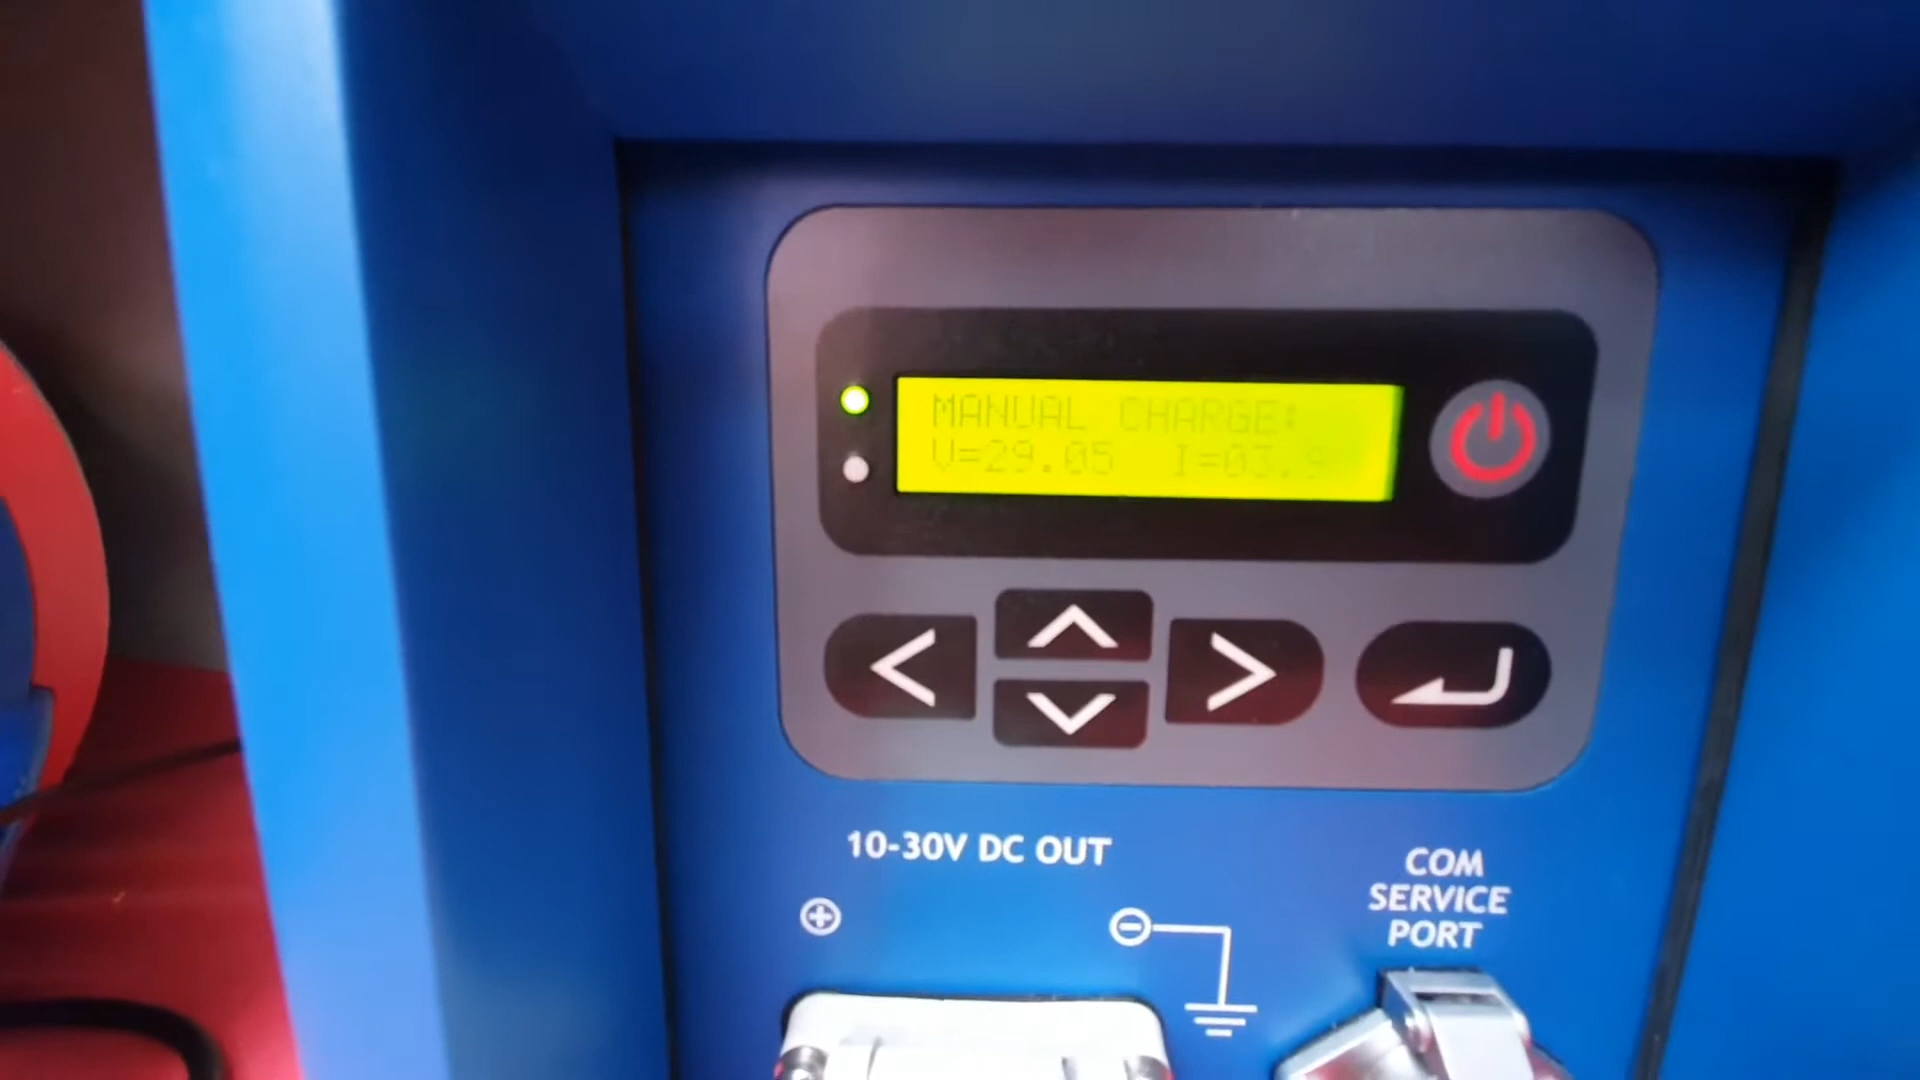 MANUAL CHARGE:
V=29.05
10-30V DC OUT
COM
SERVICE
PORT